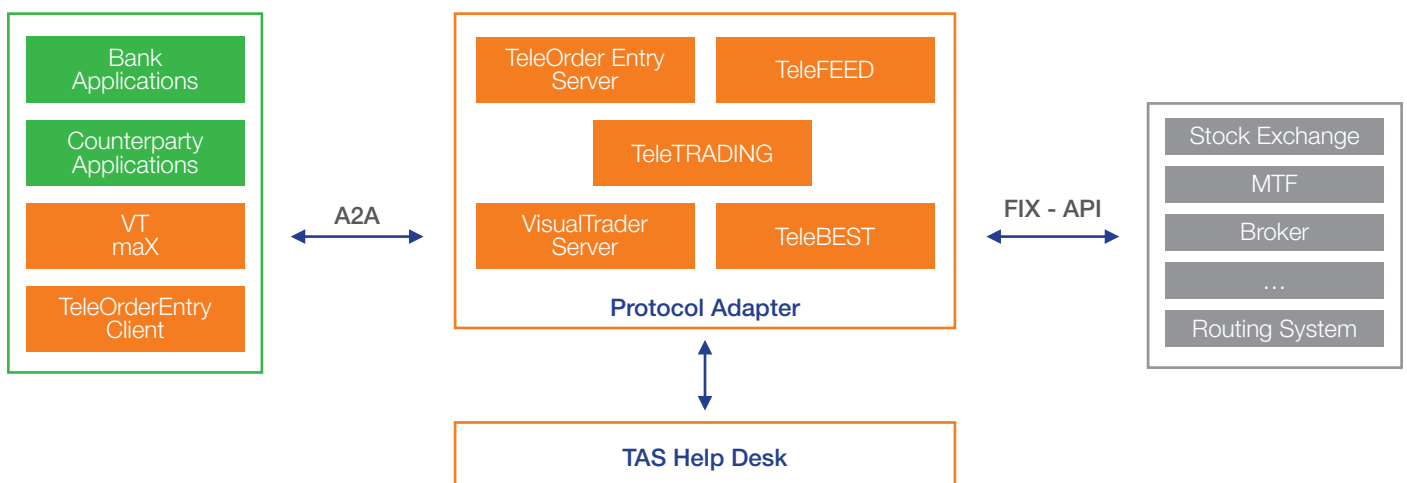 Bank
Applications
Counterparty
Applications
VT
maX
TeleOrderEntry
Client
A2A
TeleOrder Entry
Server
TeleFEED
TeleTRADING
VisualTrader
Server
TeleBEST
Protocol Adapter
FIX - API
Stock Exchange
MTF
Broker
...
Routing System
TAS Help Desk